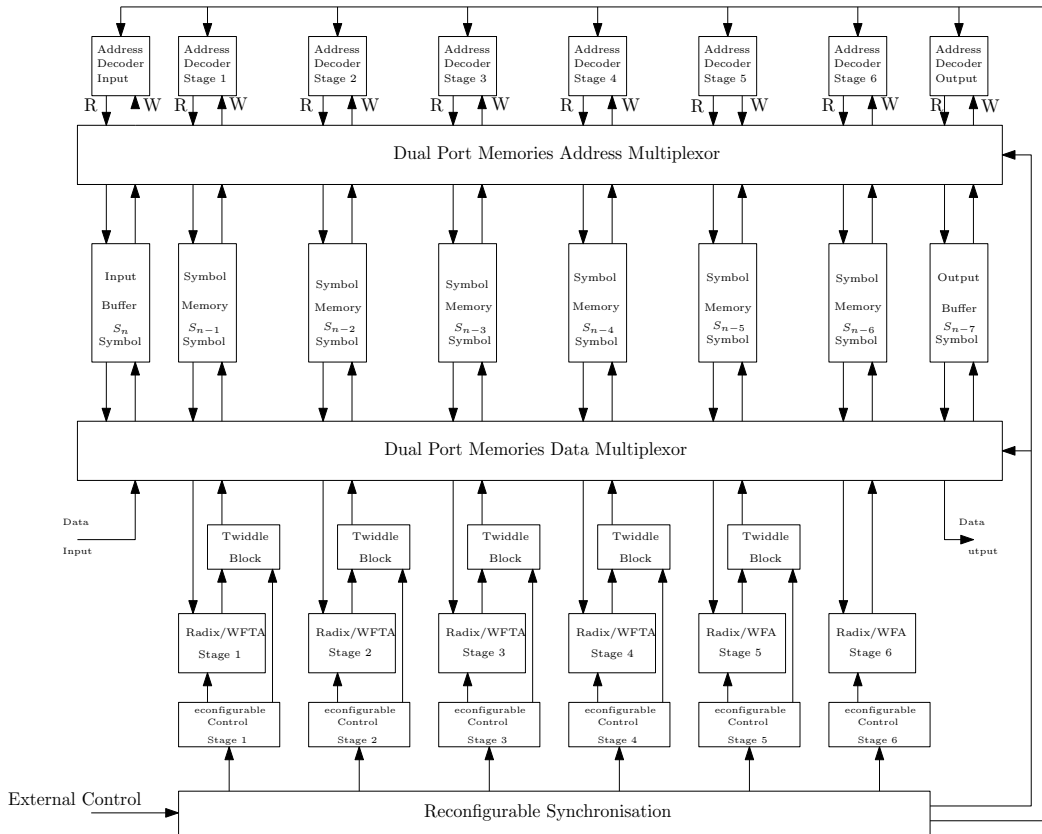 Address Decoder Input
Address Decoder Stage 1
Address Decoder Stage 2
Address Decoder Stage 3
Address Decoder Stage 4
Address Decoder Stage 5
Address Decoder Stage 6
Address Decoder Output
R W R W R W R W R W R W R W R W
Dual Port Memories Address Multiplexor
Input Buffer S_n Symbol
Symbol Memory S_{n−1} Symbol
Symbol Memory S_{n−2} Symbol
Symbol Memory S_{n−3} Symbol
Symbol Memory S_{n−4} Symbol
Symbol Memory S_{n−5} Symbol
Symbol Memory S_{n−6} Symbol
Output Buffer S_{n−7} Symbol
Dual Port Memories Data Multiplexor
Data Input
Twiddle Block
Twiddle Block
Twiddle Block
Twiddle Block
Twiddle Block
Data utput
Radix/WFTA Stage 1
Radix/WFTA Stage 2
Radix/WFTA Stage 3
Radix/WFTA Stage 4
Radix/WFA Stage 5
Radix/WFA Stage 6
econfigurable Control Stage 1
econfigurable Control Stage 2
econfigurable Control Stage 3
econfigurable Control Stage 4
econfigurable Control Stage 5
econfigurable Control Stage 6
External Control
Reconfigurable Synchronisation